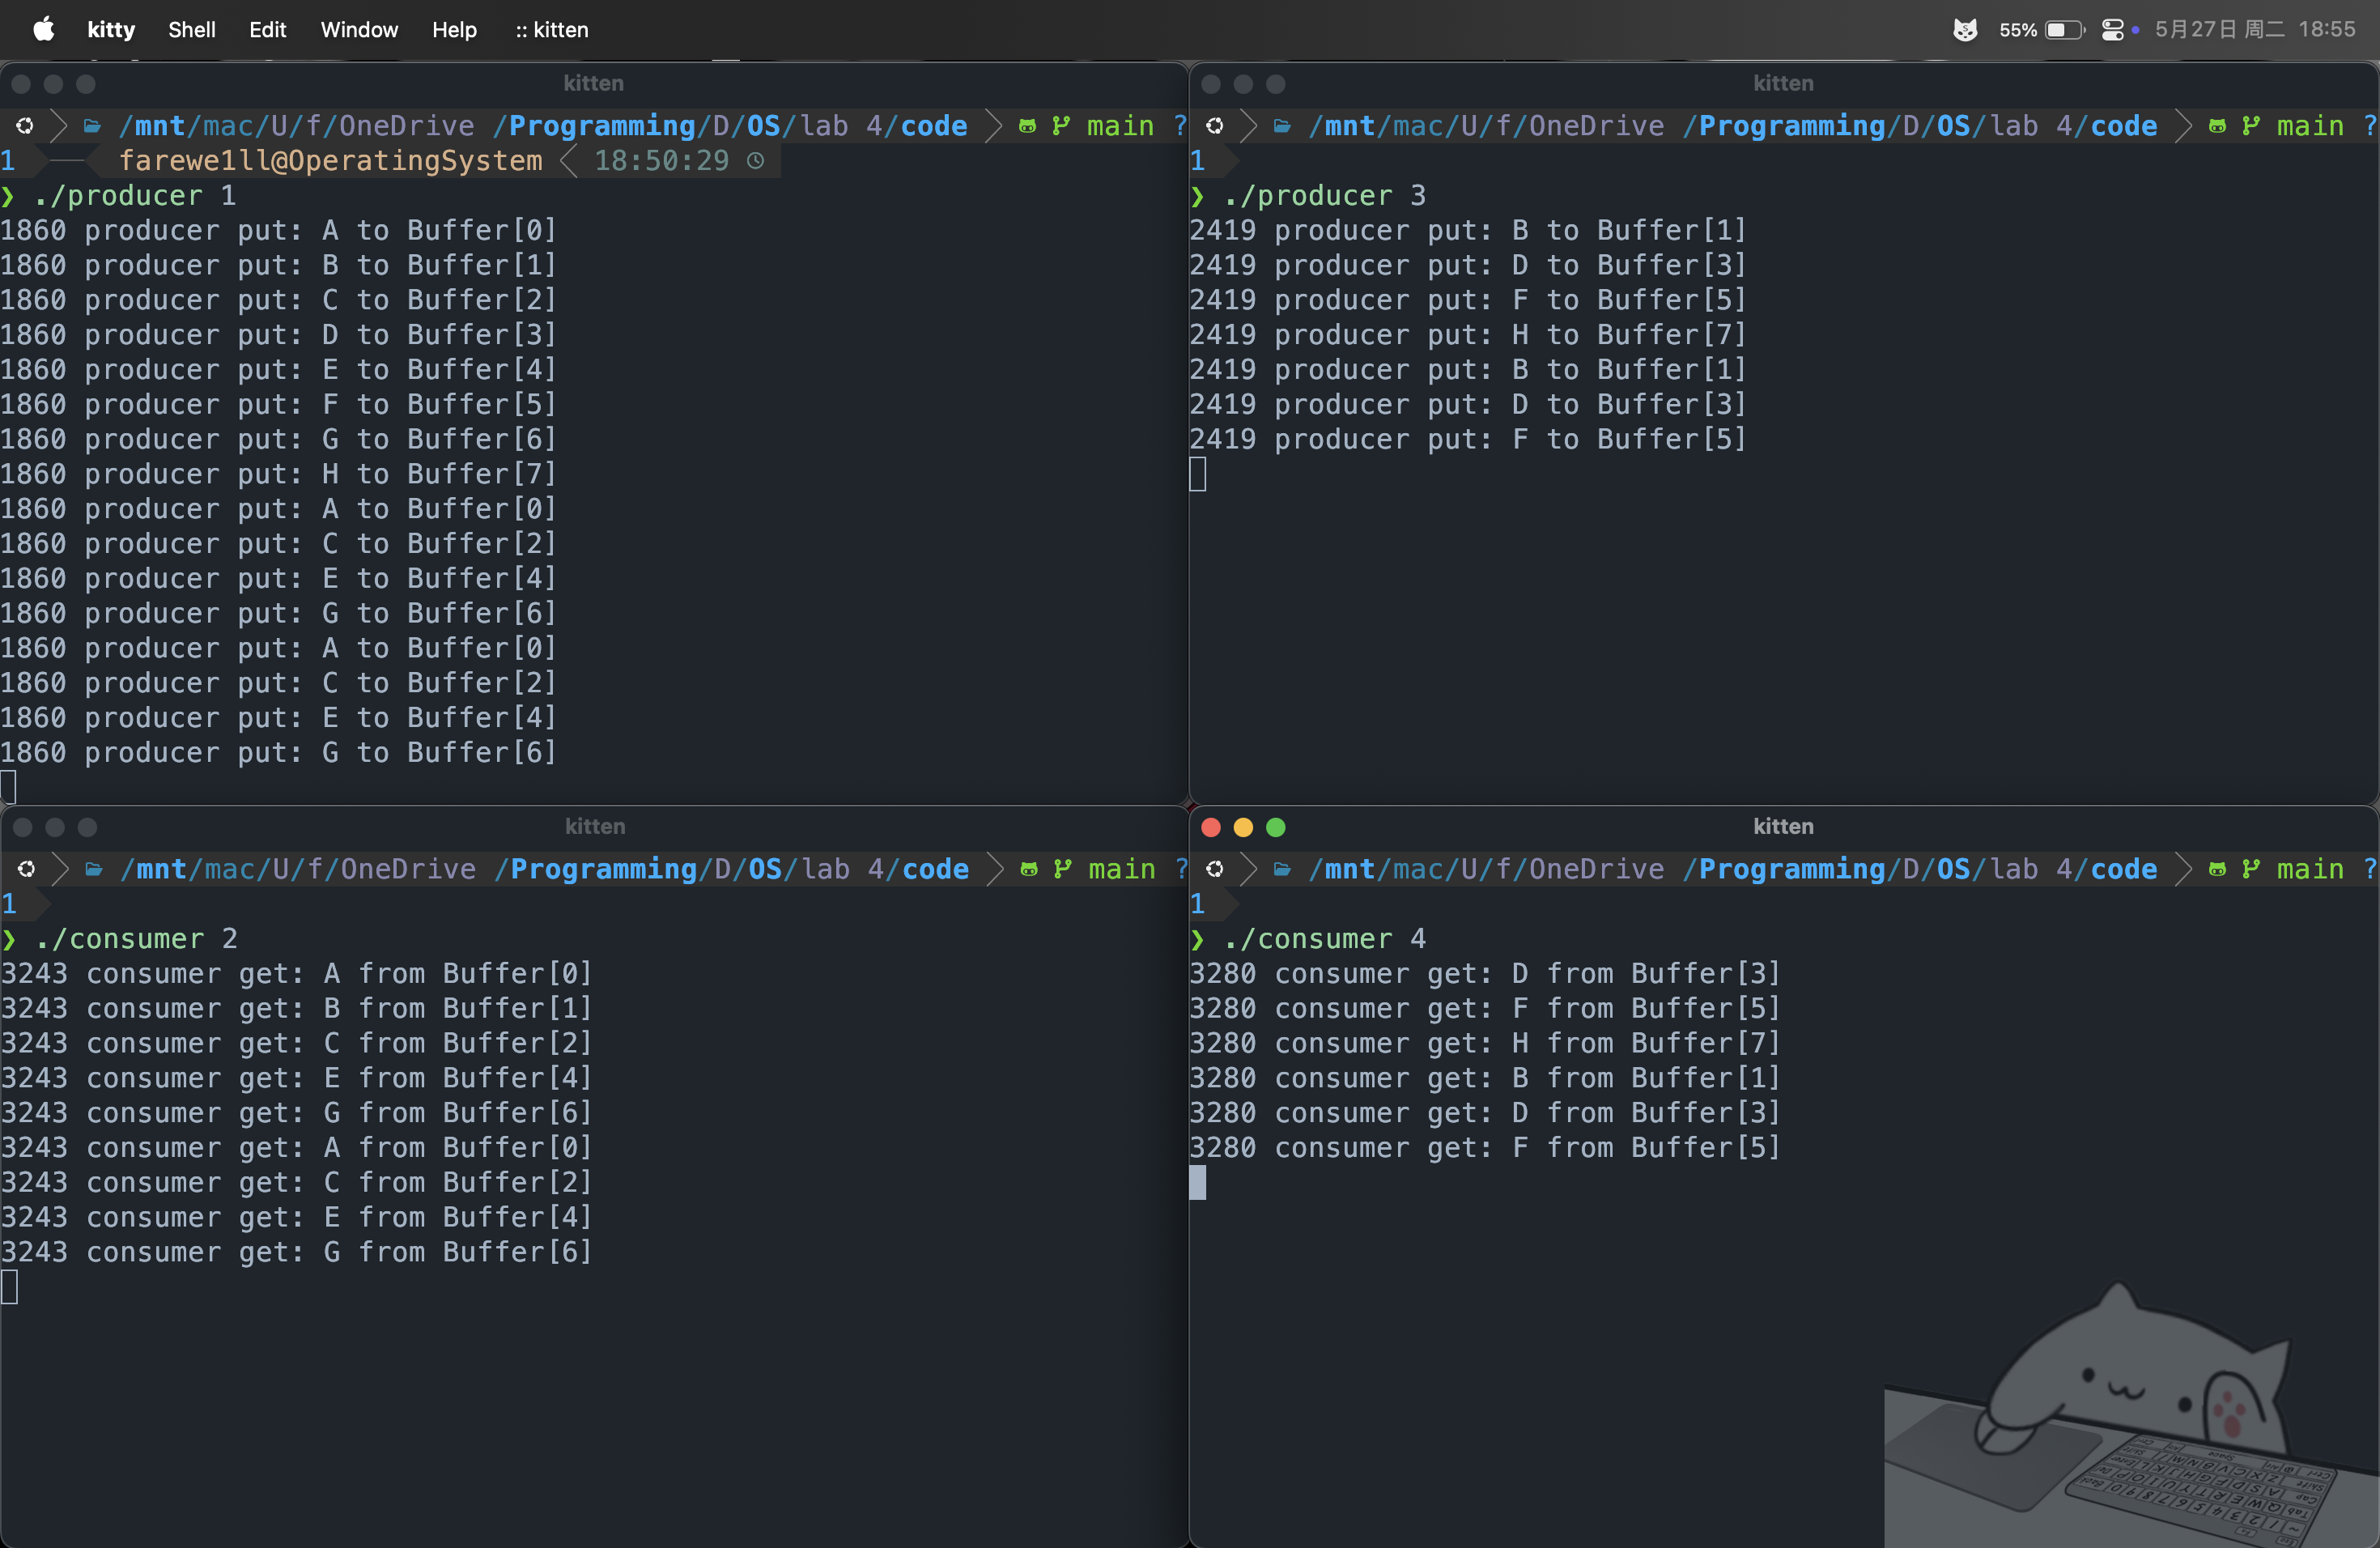 kitty Shell Edit Window Help :: kitten 55% 5月27日 周二 18:55
kitten
/mnt/mac/U/f/OneDrive /Programming/D/OS/lab 4/code main ?
1 farewe1ll@OperatingSystem 18:50:29
❯ ./producer 1
1860 producer put: A to Buffer[0]
1860 producer put: B to Buffer[1]
1860 producer put: C to Buffer[2]
1860 producer put: D to Buffer[3]
1860 producer put: E to Buffer[4]
1860 producer put: F to Buffer[5]
1860 producer put: G to Buffer[6]
1860 producer put: H to Buffer[7]
1860 producer put: A to Buffer[0]
1860 producer put: C to Buffer[2]
1860 producer put: E to Buffer[4]
1860 producer put: G to Buffer[6]
1860 producer put: A to Buffer[0]
1860 producer put: C to Buffer[2]
1860 producer put: E to Buffer[4]
1860 producer put: G to Buffer[6]
kitten
/mnt/mac/U/f/OneDrive /Programming/D/OS/lab 4/code main ?
1
❯ ./producer 3
2419 producer put: B to Buffer[1]
2419 producer put: D to Buffer[3]
2419 producer put: F to Buffer[5]
2419 producer put: H to Buffer[7]
2419 producer put: B to Buffer[1]
2419 producer put: D to Buffer[3]
2419 producer put: F to Buffer[5]
kitten
/mnt/mac/U/f/OneDrive /Programming/D/OS/lab 4/code main ?
1
❯ ./consumer 2
3243 consumer get: A from Buffer[0]
3243 consumer get: B from Buffer[1]
3243 consumer get: C from Buffer[2]
3243 consumer get: E from Buffer[4]
3243 consumer get: G from Buffer[6]
3243 consumer get: A from Buffer[0]
3243 consumer get: C from Buffer[2]
3243 consumer get: E from Buffer[4]
3243 consumer get: G from Buffer[6]
kitten
/mnt/mac/U/f/OneDrive /Programming/D/OS/lab 4/code main ?
1
❯ ./consumer 4
3280 consumer get: D from Buffer[3]
3280 consumer get: F from Buffer[5]
3280 consumer get: H from Buffer[7]
3280 consumer get: B from Buffer[1]
3280 consumer get: D from Buffer[3]
3280 consumer get: F from Buffer[5]